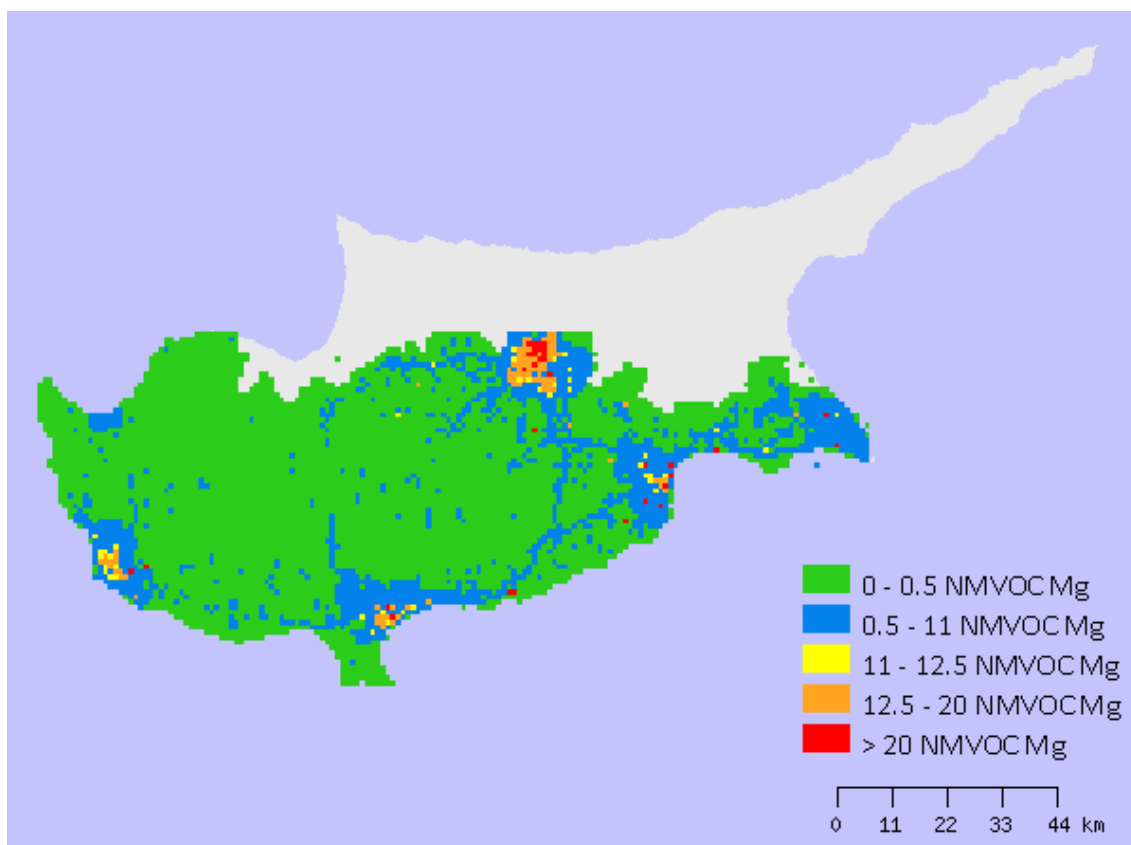 0 - 0.5 NMVOC Mg
0.5 - 11 NMVOC Mg
11 - 12.5 NMVOC Mg
12.5 - 20 NMVOC Mg
> 20 NMVOC Mg
0 11 22 33 44 km